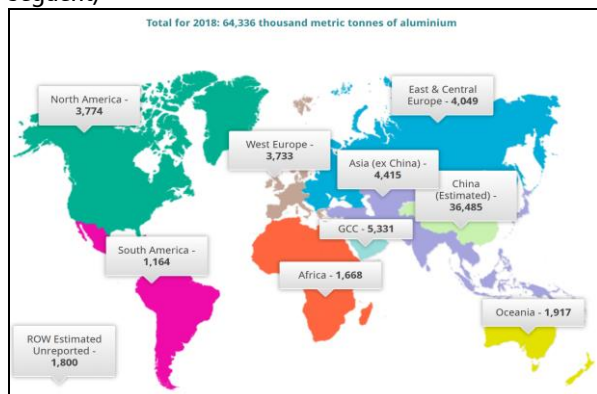 Total for 2018: 64,336 thousand metric tonnes of aluminium
North America -
3,774
East & Central
Europe - 4,049
West Europe -
3,733
Asia (ex China) -
4,415
China
(Estimated) -
36,485
GCC - 5,331
South America -
1,164
Africa - 1,668
Oceania - 1,917
ROW Estimated
Unreported -
1,800